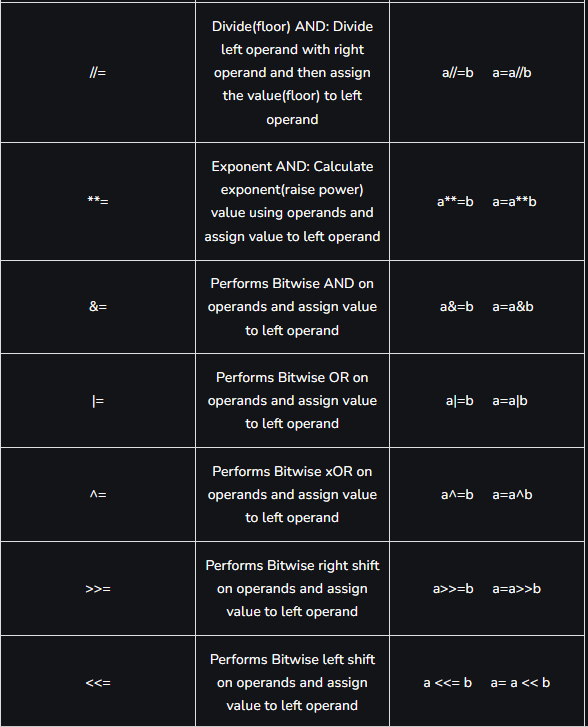 //=
Divide(floor) AND: Divide
left operand with right
operand and then assign
the value(floor) to left
operand
a//=b a=a//b
**=
Exponent AND: Calculate
exponent(raise power)
value using operands and
assign value to left operand
a**=b a=a**b
&=
Performs Bitwise AND on
operands and assign value
to left operand
a&=b a=a&b
|=
Performs Bitwise OR on
operands and assign value
to left operand
a|=b a=a|b
^=
Performs Bitwise xOR on
operands and assign value
to left operand
a^=b a=a^b
>>=
Performs Bitwise right shift
on operands and assign
value to left operand
a>>=b a=a>>b
<<=
Performs Bitwise left shift
on operands and assign
value to left operand
a <<= b a= a << b